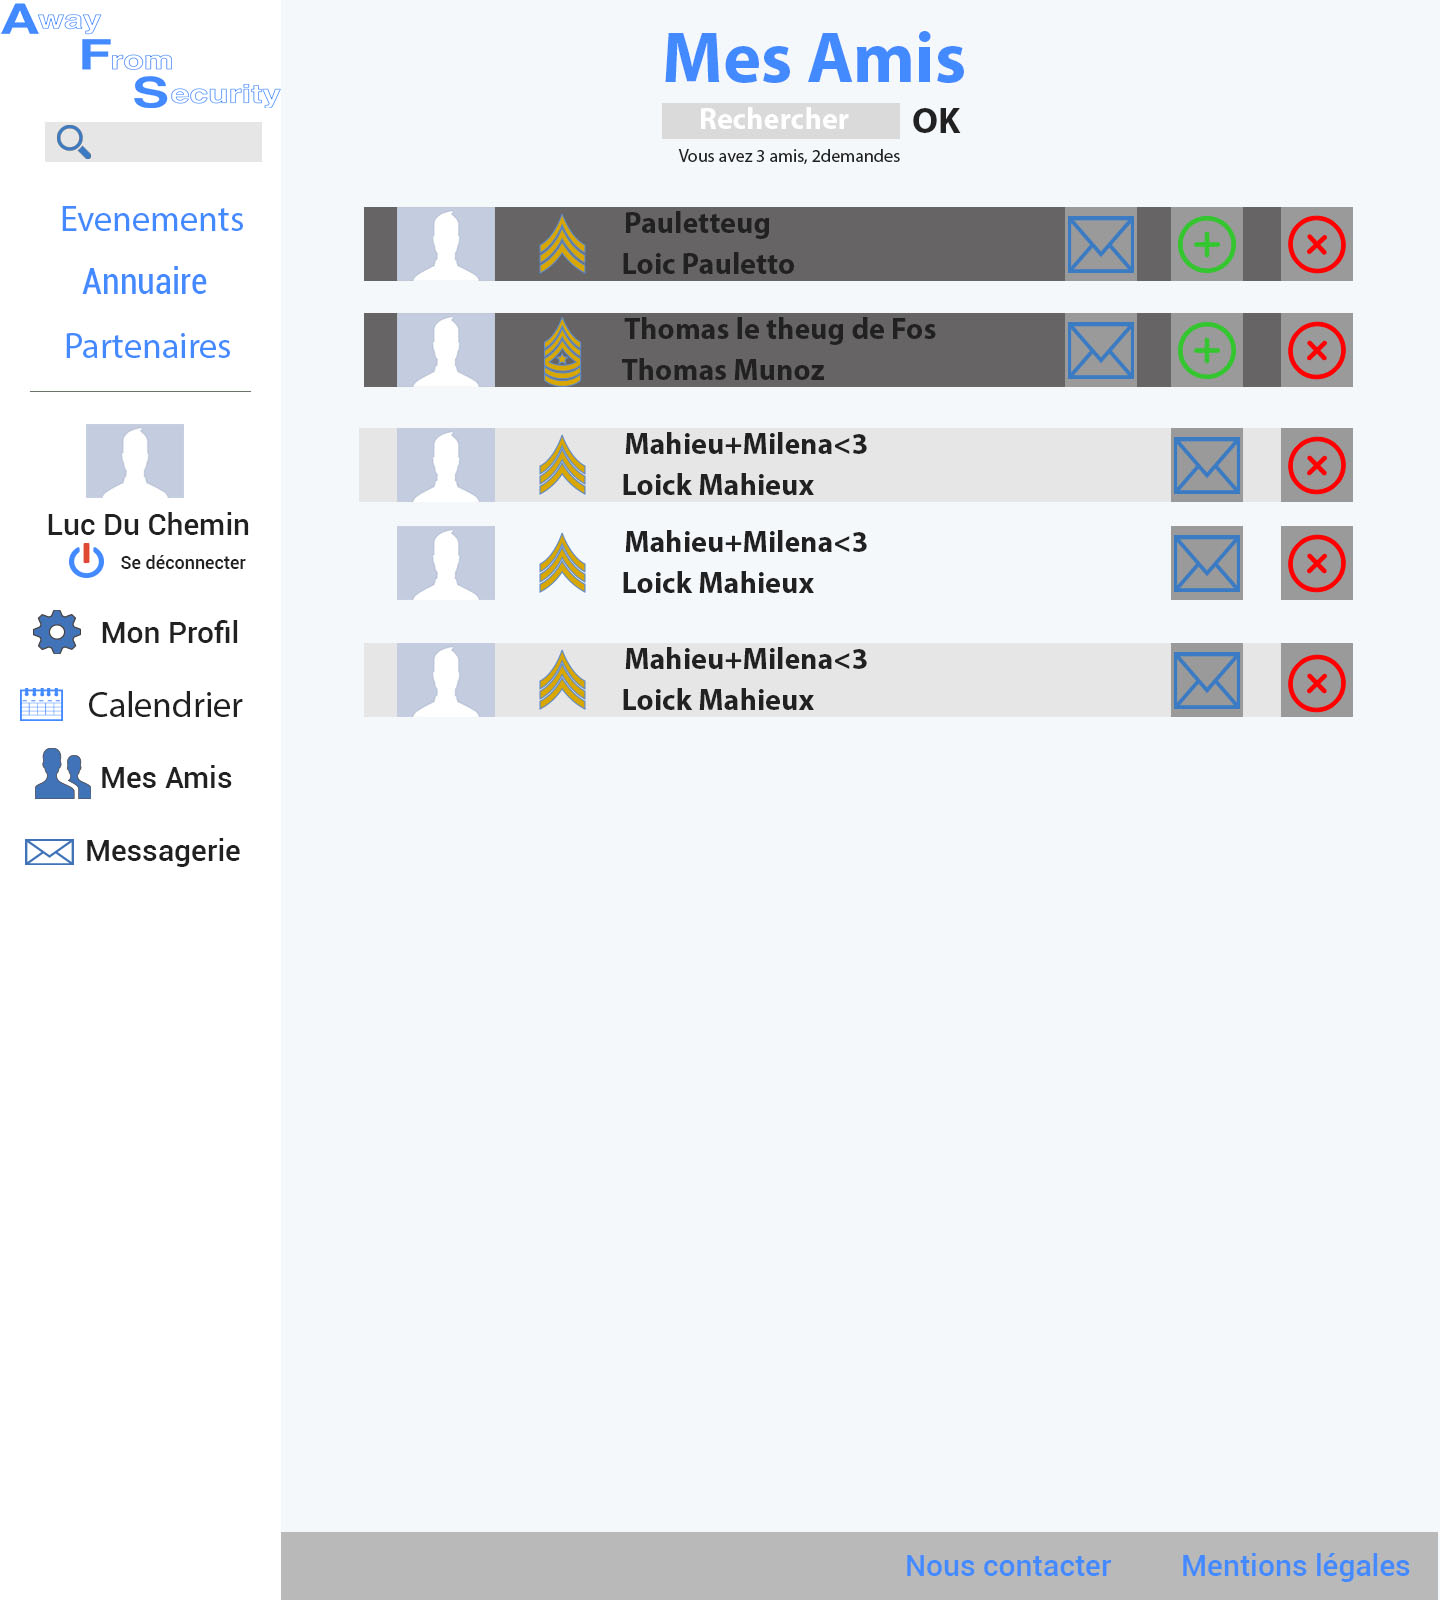 Away
From
Security
Evenements
Annuaire
Partenaires
Luc Du Chemin
Se déconnecter
Mon Profil
Calendrier
Mes Amis
Messagerie
Mes Amis
Rechercher OK
Vous avez 3 amis, 2demandes
Pauletteug
Loic Pauletto
Thomas le theug de Fos
Thomas Munoz
Mahieu+Milena<3
Loick Mahieux
Mahieu+Milena<3
Loick Mahieux
Mahieu+Milena<3
Loick Mahieux
Nous contacter Mentions légales